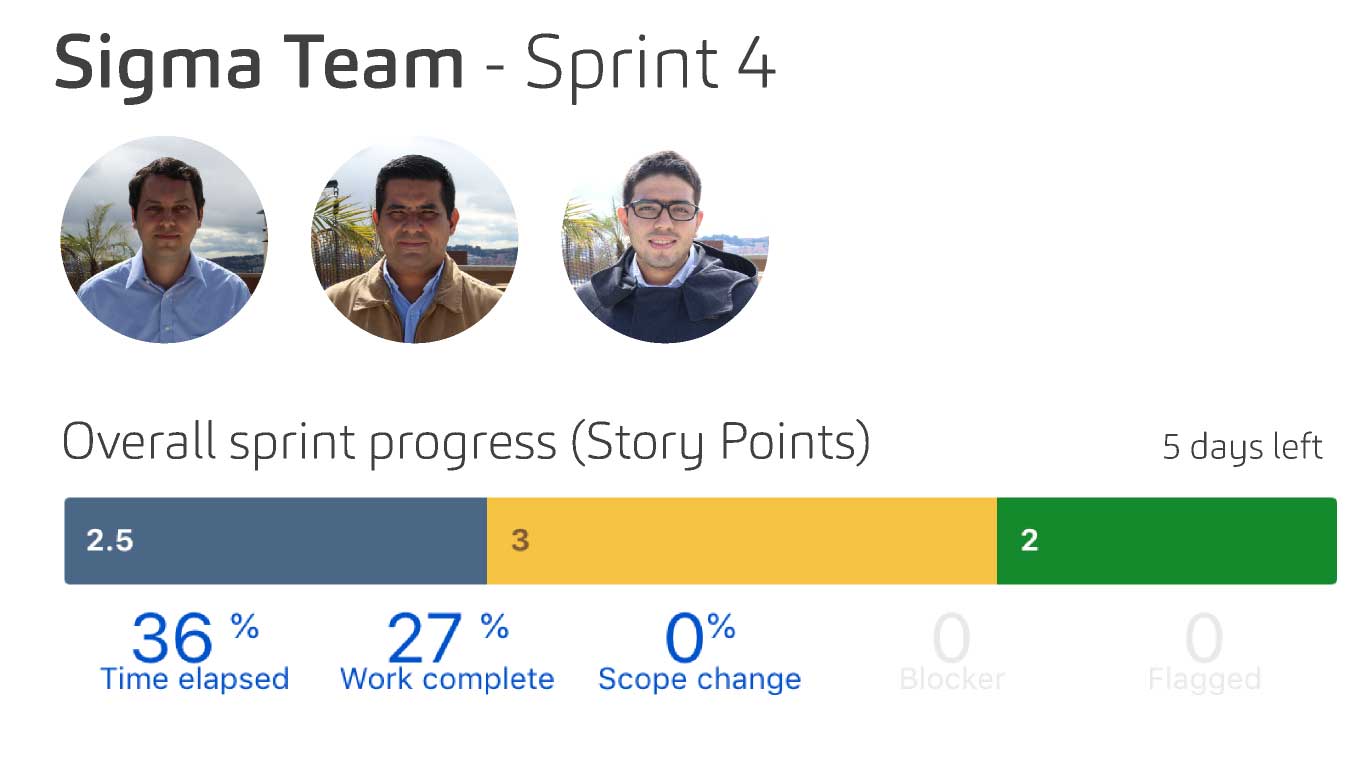 Sigma Team - Sprint 4
Overall sprint progress (Story Points)
5 days left
2.5
3
2
36 %
27 %
0%
0
0
Time elapsed
Work complete
Scope change
Blocker
Flagged